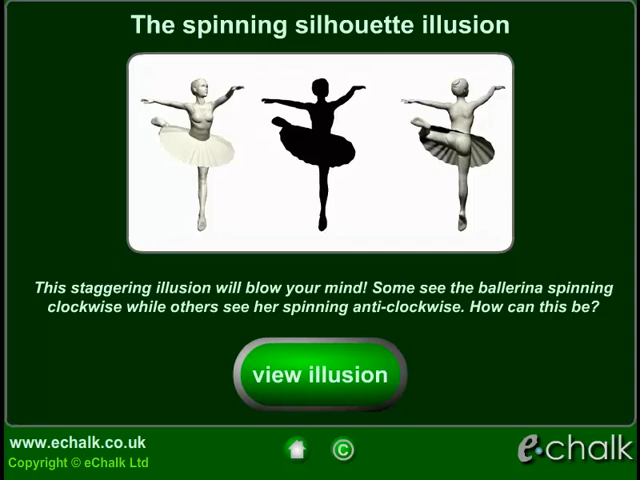 The spinning silhouette illusion
This staggering illusion will blow your mind! Some see the ballerina spinning
clockwise while others see her spinning anti-clockwise. How can this be?
view illusion
www.echalk.co.uk
Copyright © eChalk Ltd
©
e·chalk